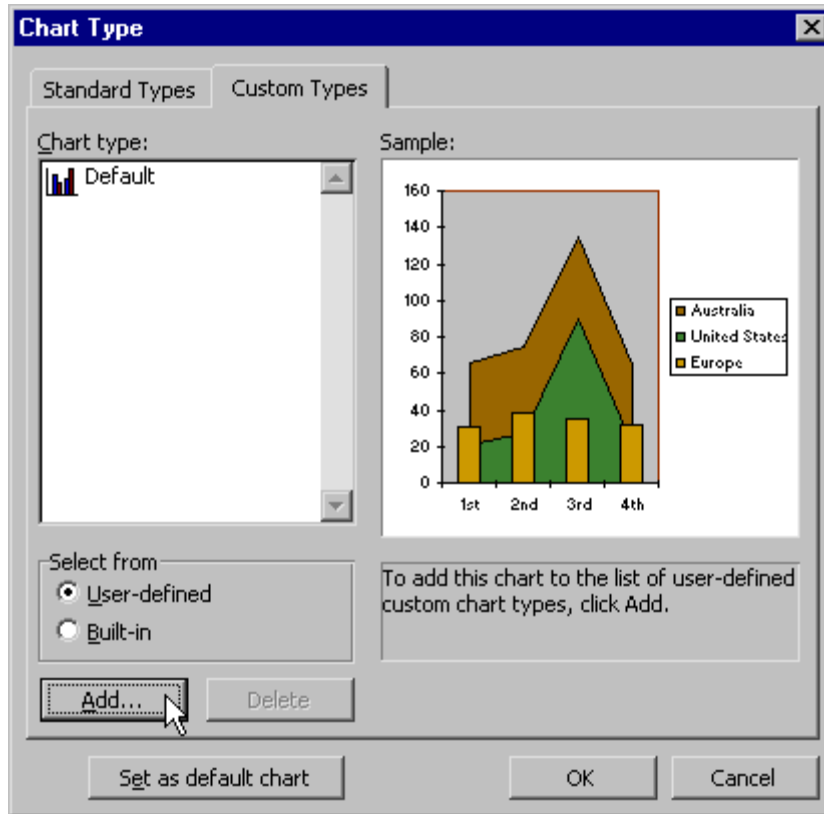 Chart Type
Standard Types
Custom Types
Chart type:
Default
Sample:
160
140
120
100
80
60
40
20
0
1st 2nd 3rd 4th
Australia
United States
Europe
Select from
User-defined
Built-in
To add this chart to the list of user-defined
custom chart types, click Add.
Add...
Delete
Set as default chart
OK
Cancel